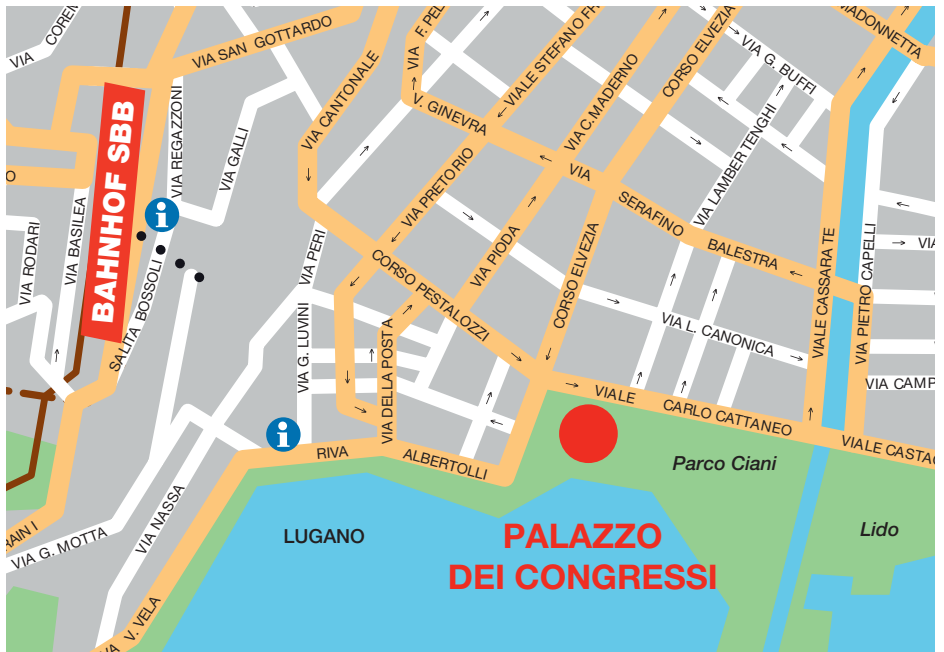 VIA COREN
VIA SAN GOTTARDO
VIA CANTONALE
VIA F. PEL
VIALE STEFANO FR
VIA C.MADERNO
CORSO ELVEZIA
VIA G. BUFFI
MADONNETTA
V. GINEVRA
VIA
SERAFINO
BALESTRA
VIA LAMBERTENGHI
VIA REGAZZONI
VIA GALLI
O
BAHNHOF SBB
i
VIA BASILEA
VIA RODARI
SALITA BOSSOLI
VIA PERI
VIA PRETORIO
VIA PIODA
CORSO ELVEZIA
CORSO PESTALOZZI
VIA G. LUVINI
VIA DELLA POSTA
VIA L. CANONICA
VIALE CASSARATE
VIA PIETRO CAPELLI
VIA
VIA CAMP
VIALE
CARLO CATTANEO
VIALE CASTAG
i
RIVA
ALBERTOLLI
Parco Ciani
Lido
RAIN I
VIA G. MOTTA
VIA NASSA
V. VELA
LUGANO
PALAZZO
DEI CONGRESSI